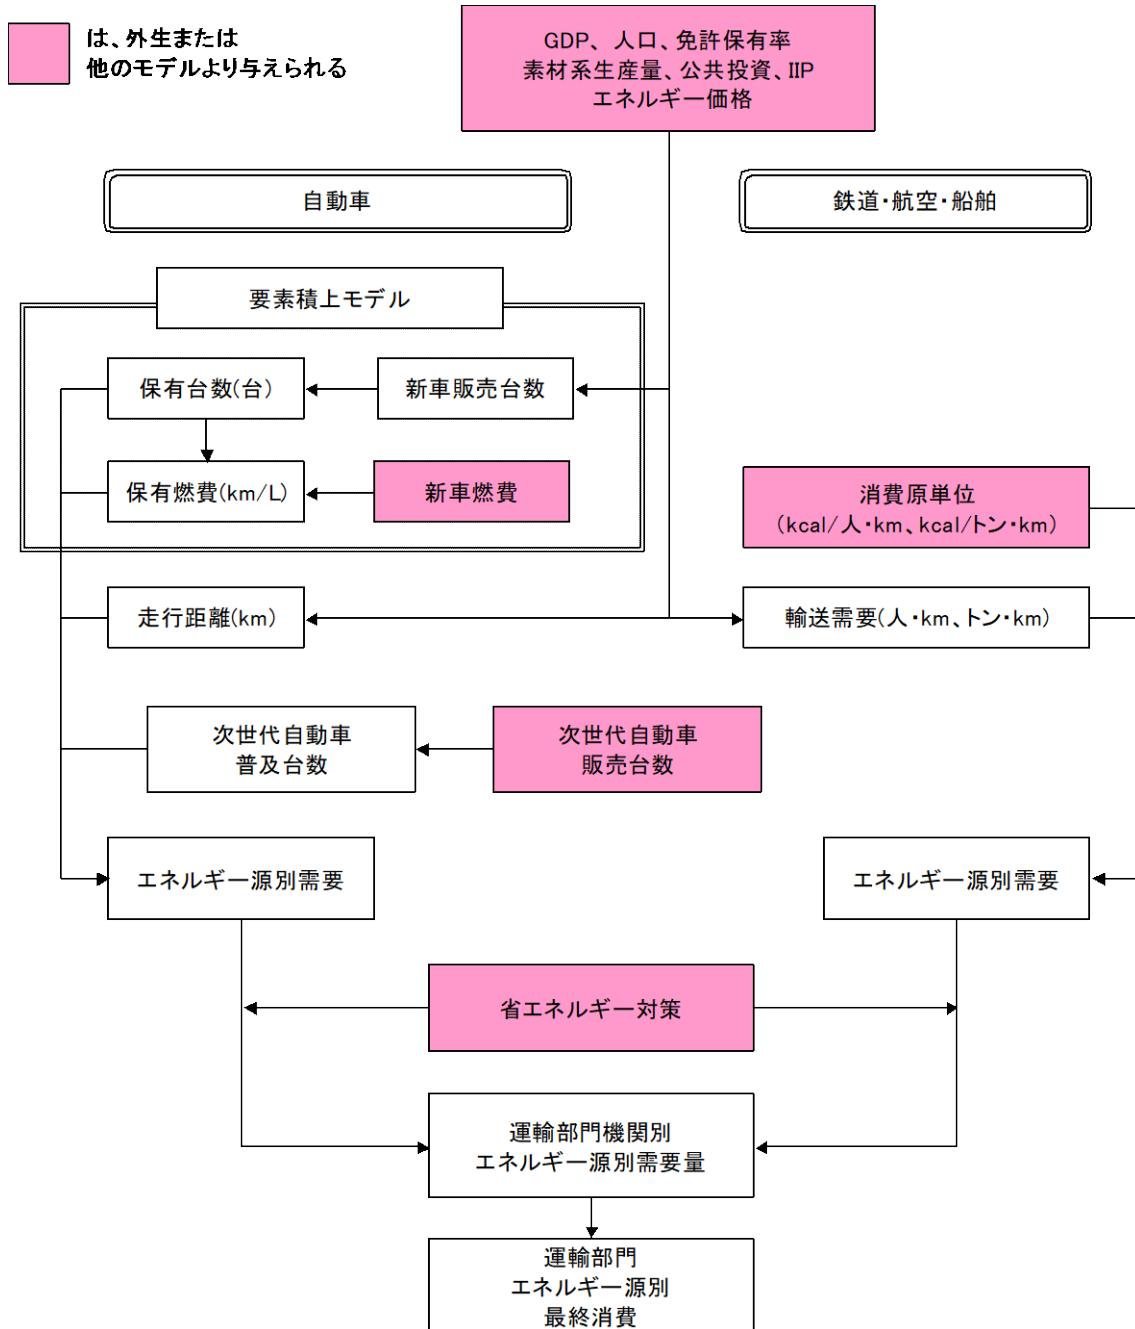 は、外生または
他のモデルより与えられる
GDP、人口、免許保有率
素材系生産量、公共投資、IIP
エネルギー価格
自動車
鉄道・航空・船舶
要素積上モデル
保有台数(台)
新車販売台数
保有燃費(km/L)
新車燃費
消費原単位
(kcal/人・km、kcal/トン・km)
走行距離(km)
輸送需要(人・km、トン・km)
次世代自動車
普及台数
次世代自動車
販売台数
エネルギー源別需要
エネルギー源別需要
省エネルギー対策
運輸部門機関別
エネルギー源別需要量
運輸部門
エネルギー源別
最終消費